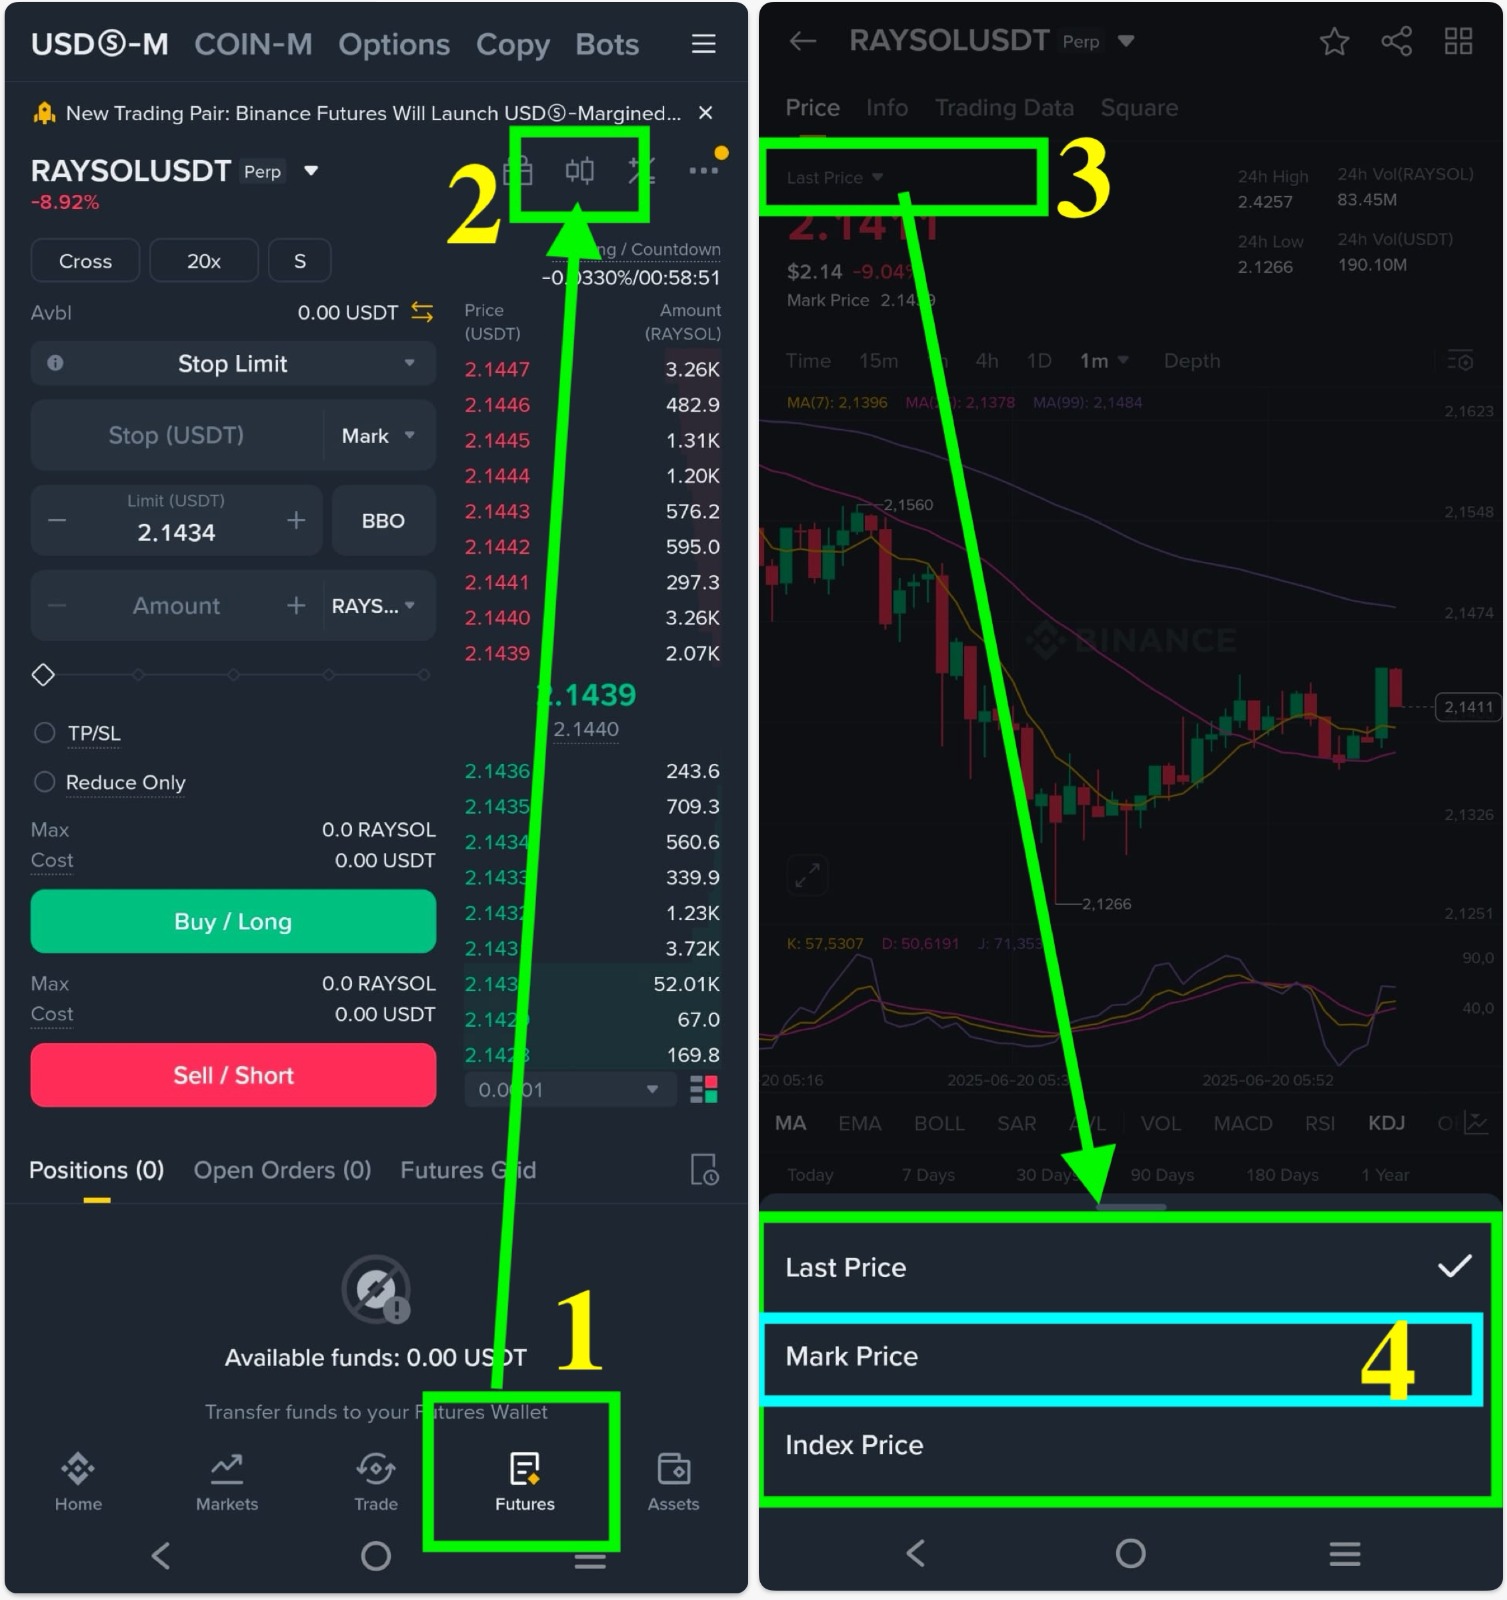 USDⓈ-M COIN-M Options Copy Bots
New Trading Pair: Binance Futures Will Launch USDⓈ-Margined...
RAYSOLUSDT Perp
-8.92%
2
Cross 20x S
ng / Countdown
-0.0330%/00:58:51
Avbl 0.00 USDT
Price (USDT) Amount (RAYSOL)
Stop Limit
Stop (USDT) Mark
Limit (USDT)
2.1434
BBO
Amount RAYS...
2.1447 3.26K
2.1446 482.9
2.1445 1.31K
2.1444 1.20K
2.1443 576.2
2.1442 595.0
2.1441 297.3
2.1440 3.26K
2.1439 2.07K
2.1439
2.1440
2.1436 243.6
2.1435 709.3
2.1434 560.6
2.1433 339.9
2.1432 1.23K
2.143 3.72K
2.143 52.01K
2.1429 67.0
2.1428 169.8
0.0001
TP/SL
Reduce Only
Max 0.0 RAYSOL
Cost 0.00 USDT
Buy / Long
Max 0.0 RAYSOL
Cost 0.00 USDT
Sell / Short
Positions (0) Open Orders (0) Futures Grid
1
Available funds: 0.00 USDT
Transfer funds to your Futures Wallet
Home Markets Trade Futures Assets
RAYSOLUSDT Perp
Price Info Trading Data Square
3
Last Price
2.1411
$2.14 -9.04%
Mark Price 2.1439
24h High 24h Vol(RAYSOL)
2.4257 83.45M
24h Low 24h Vol(USDT)
2.1266 190.10M
Time 15m 4h 1D 1m Depth
MA(7): 2,1396 2,1378 MA(99): 2,1484
2,1623
2,1560
2,1548
2,1474
BINANCE
2,1411
2,1326
2,1266
2,1251
K: 57,5307 D: 50,6191 J: 71,353
90,0
40,0
20 05:16 2025-06-20 05:3 2025-06-20 05:52
MA EMA BOLL SAR AVL VOL MACD RSI KDJ
Today 7 Days 30 Days 90 Days 180 Days 1 Year
Last Price
Mark Price 4
Index Price